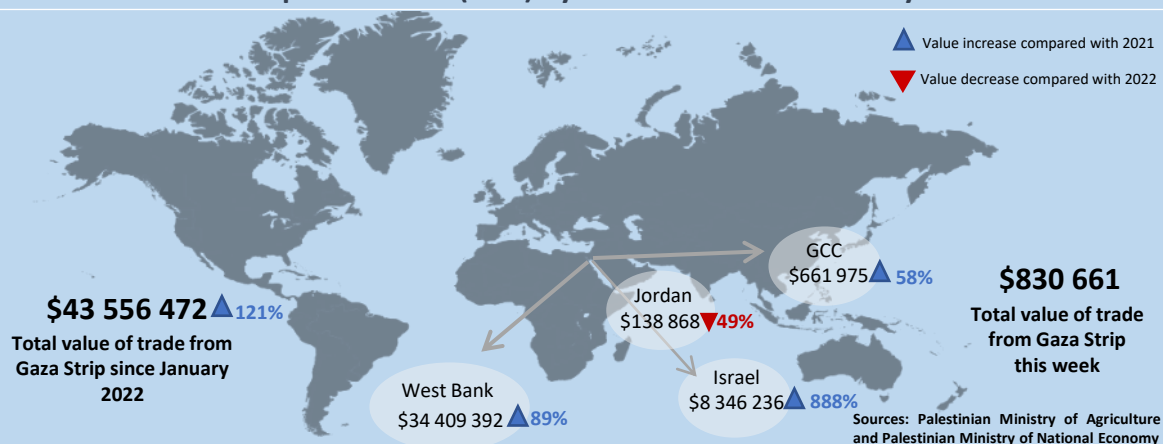 Value increase compared with 2021
Value decrease compared with 2022
GCC
$661 975 58%
Jordan
$138 868 49%
$43 556 472 121%
Total value of trade from
Gaza Strip since January
2022
$830 661
Total value of trade
from Gaza Strip
this week
West Bank
$34 409 392 89%
Israel
$8 346 236 888%
Sources: Palestinian Ministry of Agriculture
and Palestinian Ministry of National Economy